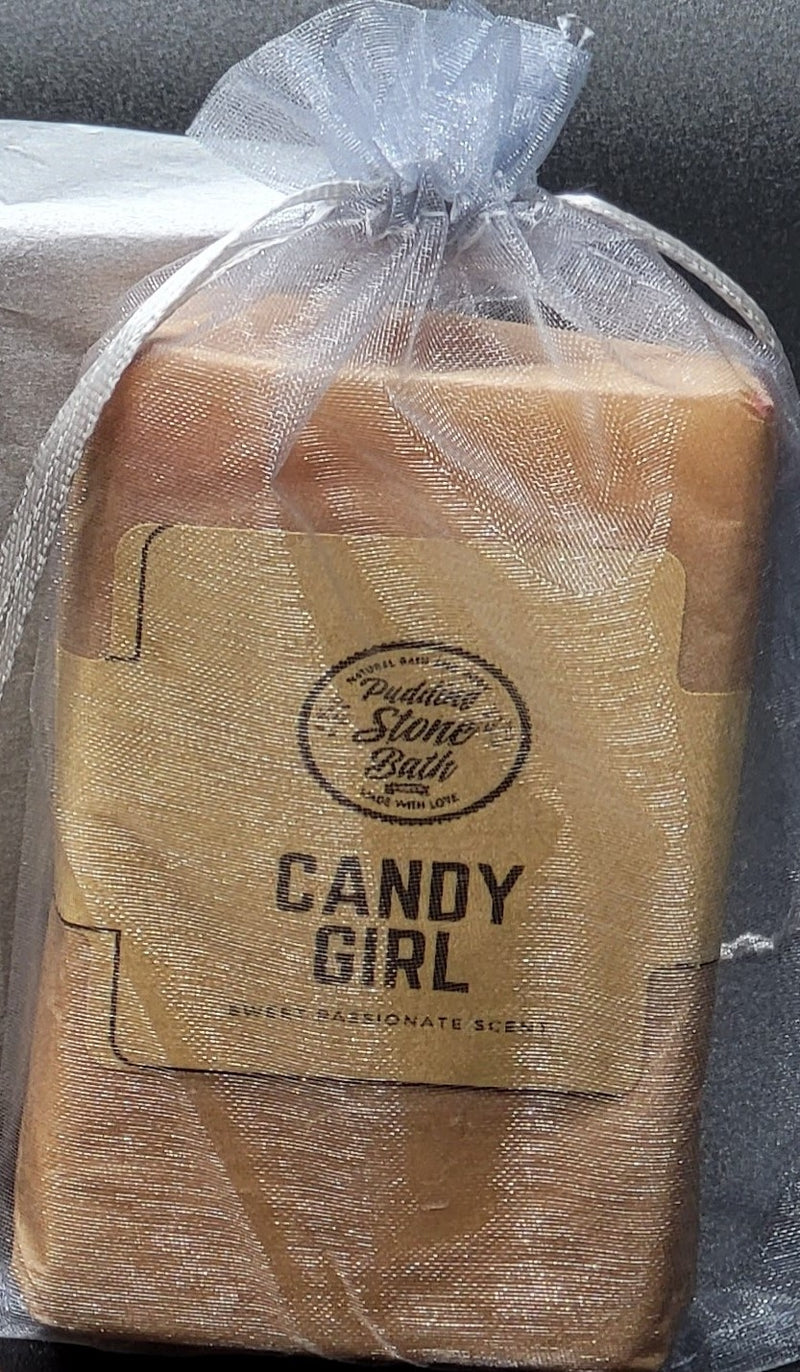 NATURAL BATH
Pudding
Stone
Bath
MADE WITH LOVE
CANDY
GIRL
SWEET PASSIONATE SCENT